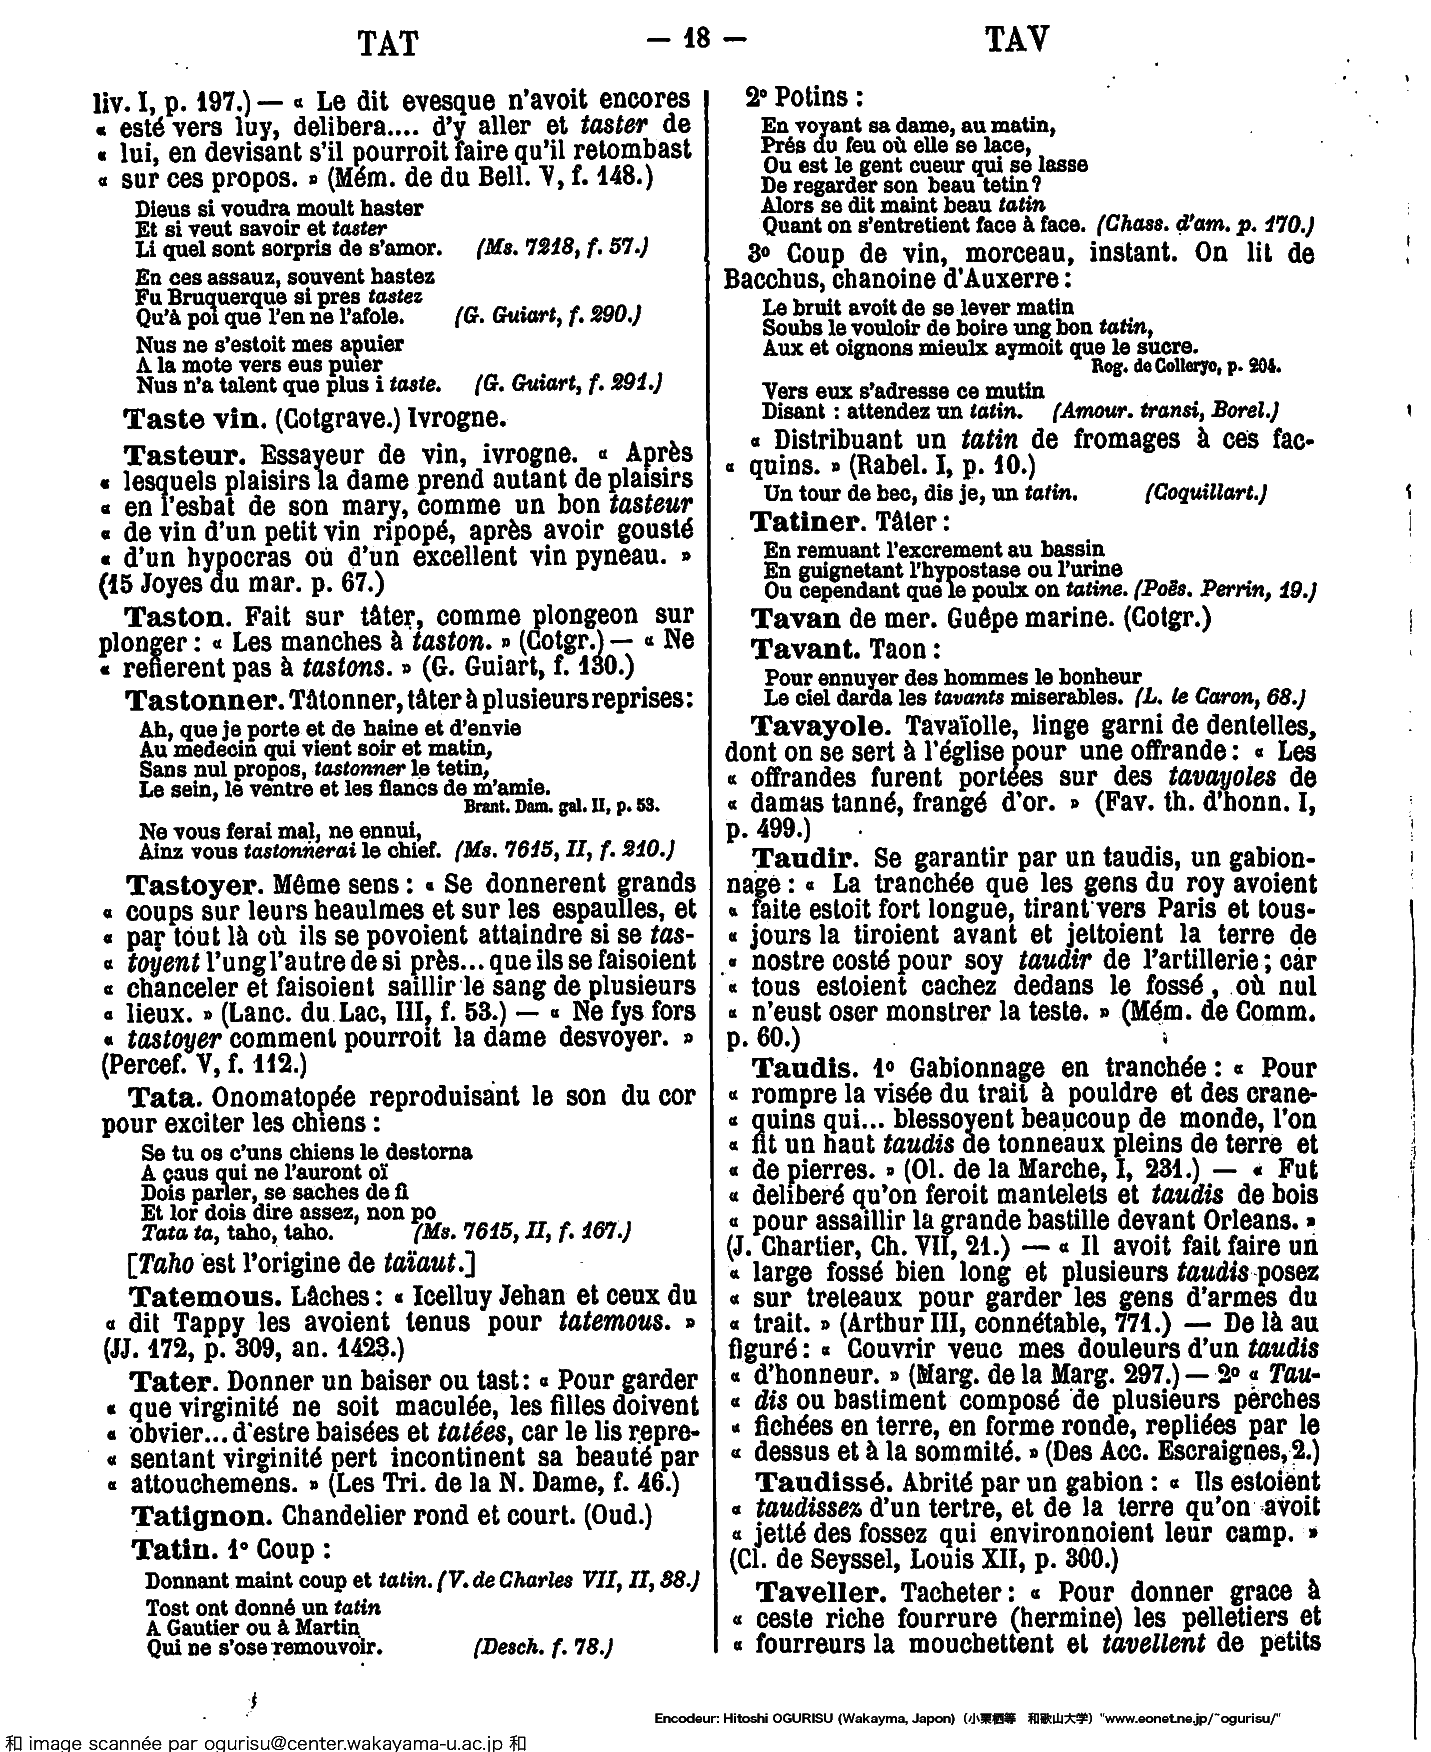 TAT
— 18 —
TAV
liv. I, p. 197.) — « Le dit evesque n'avoit encores
« esté vers luy, delibera.... d'y aller et taster de
« lui, en devisant s'il pourroit faire qu'il retombast
« sur ces propos. » (Mém. de du Bell. V, f. 148.)
Dieus si voudra moult haster
Et si veut savoir et taster
Li quel sont sorpris de s'amor. (Ms. 7218, f. 57.)
En ces assauz, souvent hastez
Fu Bruquerque si pres tastez
Qu'à poi que l'en ne l'afole. (G. Guiart, f. 290.)
Nus ne s'estoit mes apuier
A la mote vers eus puier
Nus n'a talent que plus i taste. (G. Guiart, f. 291.)
Taste vin. (Cotgrave.) Ivrogne.
Tasteur. Essayeur de vin, ivrogne. « Après
« lesquels plaisirs la dame prend autant de plaisirs
« en l'esbat de son mary, comme un bon tasteur
« de vin d'un petit vin ripopé, après avoir gousté
« d'un hypocras ou d'un excellent vin pyneau. »
(15 Joyes du mar. p. 67.)
Taston. Fait sur tâter, comme plongeon sur
plonger : « Les manches à taston. » (Cotgr.) — « Ne
« refierent pas à tastons. » (G. Guiart, f. 130.)
Tastonner. Tâtonner, tâter à plusieurs reprises :
Ah, que je porte et de haine et d'envie
Au medecin qui vient soir et matin,
Sans nul propos, tastonner le tetin,
Le sein, le ventre et les flancs de m'amie.
Brant. Dam. gal. II, p. 53.
Ne vous ferai mal, ne ennui,
Ainz vous tastonnerai le chief. (Ms. 7615, II, f. 210.)
Tastoyer. Même sens : « Se donnerent grands
« coups sur leurs heaulmes et sur les espaulles, et
« par tout là où ils se povoient attaindre si se tas-
« toyent l'ung l'autre de si près... que ils se faisoient
« chanceler et faisoient saillir le sang de plusieurs
« lieux. » (Lanc. du Lac, III, f. 53.) — « Ne fys fors
« tastoyer comment pourroit la dame desvoyer. »
(Percef. V, f. 112.)
Tata. Onomatopée reproduisant le son du cor
pour exciter les chiens :
Se tu os c'uns chiens le destorna
A çaus qui ne l'auront oï
Dois parler, se saches de fi
Et lor dois dire assez, non po
Tata ta, taho, taho. (Ms. 7615, II, f. 167.)
[Taho est l'origine de taïaut.]
Tatemous. Lâches : « Icelluy Jehan et ceux du
« dit Tappy les avoient tenus pour tatemous. »
(JJ. 172, p. 309, an. 1423.)
Tater. Donner un baiser ou tast : « Pour garder
« que virginité ne soit maculée, les filles doivent
« obvier... d'estre baisées et tatées, car le lis repre-
« sentant virginité pert incontinent sa beauté par
« attouchemens. » (Les Tri. de la N. Dame, f. 46.)
Tatignon. Chandelier rond et court. (Oud.)
Tatin. 1° Coup :
Donnant maint coup et tatin. (V. de Charles VII, II, 38.)
Tost ont donné un tatin
A Gautier ou à Martin
Qui ne s'ose remouvoir. (Desch. f. 78.)
2° Potins :
En voyant sa dame, au matin,
Prés du feu où elle se lace,
Ou est le gent cueur qui se lasse
De regarder son beau tetin ?
Alors se dit maint beau tatin
Quant on s'entretient face à face. (Chass. d'am. p. 170.)
3° Coup de vin, morceau, instant. On lit de
Bacchus, chanoine d'Auxerre :
Le bruit avoit de se lever matin
Soubs le vouloir de boire ung bon tatin,
Aux et oignons mieulx aymoit que le sucre.
Rog. de Collerye, p. 204.
Vers eux s'adresse ce mutin
Disant : attendez un tatin. (Amour. transi, Borel.)
« Distribuant un tatin de fromages à ces fac-
« quins. » (Rabel. I, p. 10.)
Un tour de bec, dis je, un tatin. (Coquillart.)
Tatiner. Tâter :
En remuant l'excrement au bassin
En guignetant l'hypostase ou l'urine
Ou cependant que le poulx on tatine. (Poës. Perrin, 19.)
Tavan de mer. Guêpe marine. (Cotgr.)
Tavant. Taon :
Pour ennuyer des hommes le bonheur
Le ciel darda les tavants miserables. (L. le Caron, 68.)
Tavayole. Tavaïolle, linge garni de dentelles,
dont on se sert à l'église pour une offrande : « Les
« offrandes furent portées sur des tavayoles de
« damas tanné, frangé d'or. » (Fav. th. d'honn. I,
p. 499.)
Taudir. Se garantir par un taudis, un gabion-
nage : « La tranchée que les gens du roy avoient
« faite estoit fort longue, tirant vers Paris et tous-
« jours la tiroient avant et jettoient la terre de
« nostre costé pour soy taudir de l'artillerie ; car
« tous estoient cachez dedans le fossé, où nul
« n'eust oser monstrer la teste. » (Mém. de Comm.
p. 60.)
Taudis. 1° Gabionnage en tranchée : « Pour
« rompre la visée du trait à pouldre et des crane-
« quins qui... blessoyent beaucoup de monde, l'on
« fit un haut taudis de tonneaux pleins de terre et
« de pierres. » (Ol. de la Marche, I, 231.) — « Fut
« deliberé qu'on feroit mantelets et taudis de bois
« pour assaillir la grande bastille devant Orleans. »
(J. Chartier, Ch. VII, 21.) — « Il avoit fait faire un
« large fossé bien long et plusieurs taudis posez
« sur treteaux pour garder les gens d'armes du
« trait. » (Arthur III, connétable, 771.) — De là au
figuré : « Couvrir veuc mes douleurs d'un taudis
« d'honneur. » (Marg. de la Marg. 297.) — 2° « Tau-
« dis ou bastiment composé de plusieurs perches
« fichées en terre, en forme ronde, repliées par le
« dessus et à la sommité. » (Des Acc. Escraignes, 2.)
Taudissé. Abrité par un gabion : « Ils estoient
« taudissez d'un tertre, et de la terre qu'on avoit
« jetté des fossez qui environnoient leur camp. »
(Cl. de Seyssel, Louis XII, p. 300.)
Taveller. Tacheter : « Pour donner grace à
« ceste riche fourrure (hermine) les pelletiers et
« fourreurs la mouchettent et tavellent de petits
Encodeur: Hitoshi OGURISU (Wakayma, Japon) (小栗栖等 和歌山大学) "www.eonet.ne.jp/~ogurisu/"
和 image scannée par ogurisu@center.wakayama-u.ac.jp 和